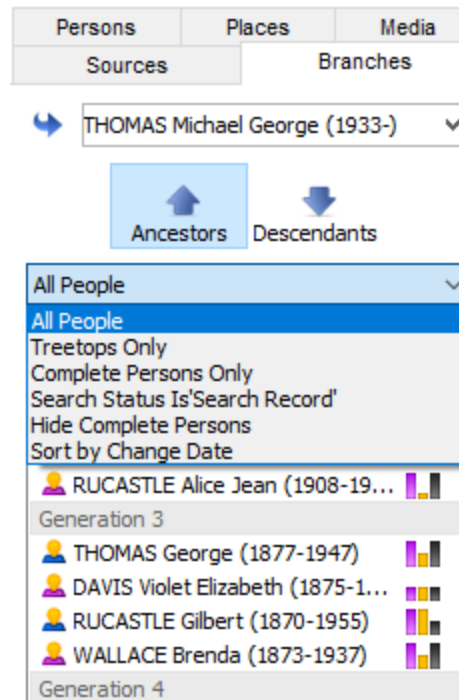 Persons Places Media
Sources Branches
THOMAS Michael George (1933-)
Ancestors Descendants
All People
All People
Treetops Only
Complete Persons Only
Search Status Is'Search Record'
Hide Complete Persons
Sort by Change Date
RUCASTLE Alice Jean (1908-19...
Generation 3
THOMAS George (1877-1947)
DAVIS Violet Elizabeth (1875-1...
RUCASTLE Gilbert (1870-1955)
WALLACE Brenda (1873-1937)
Generation 4